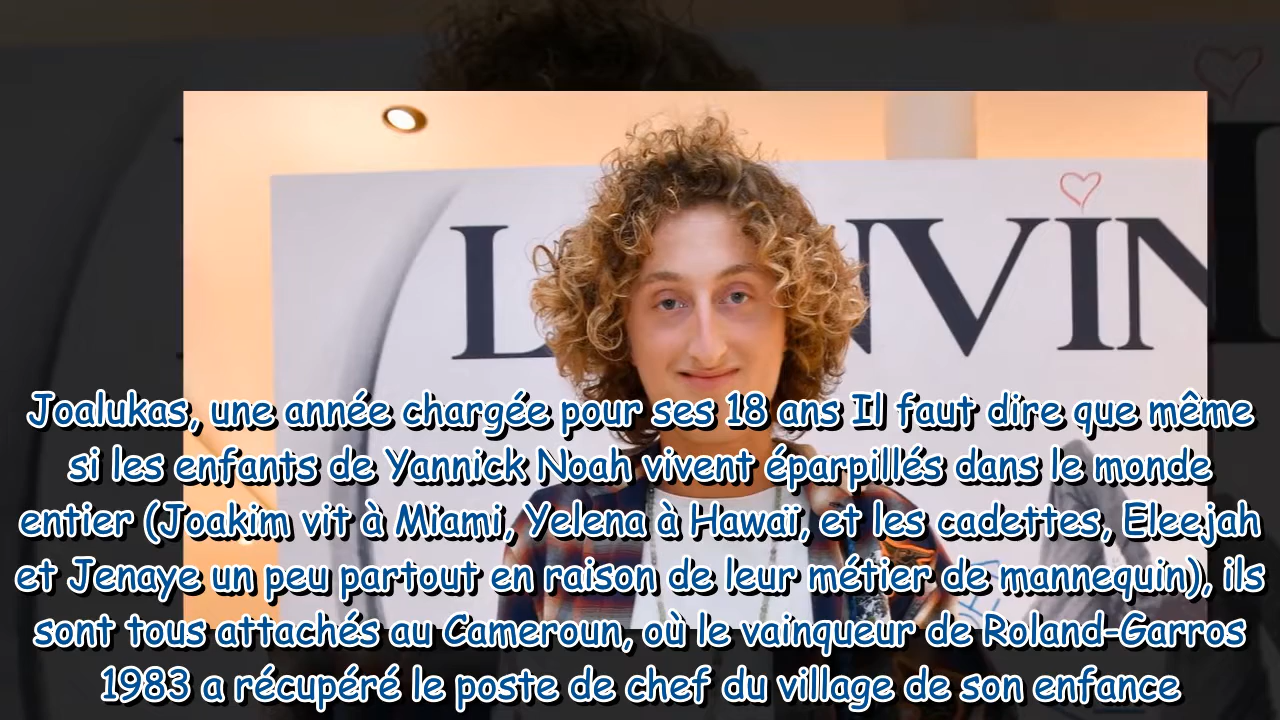 LANVIN
Joalukas, une année chargée pour ses 18 ans Il faut dire que même
si les enfants de Yannick Noah vivent éparpillés dans le monde
entier (Joakim vit à Miami, Yelena à Hawaï, et les cadettes, Eleejah
et Jenaye un peu partout en raison de leur métier de mannequin), ils
sont tous attachés au Cameroun, où le vainqueur de Roland-Garros
1983 a récupéré le poste de chef du village de son enfance